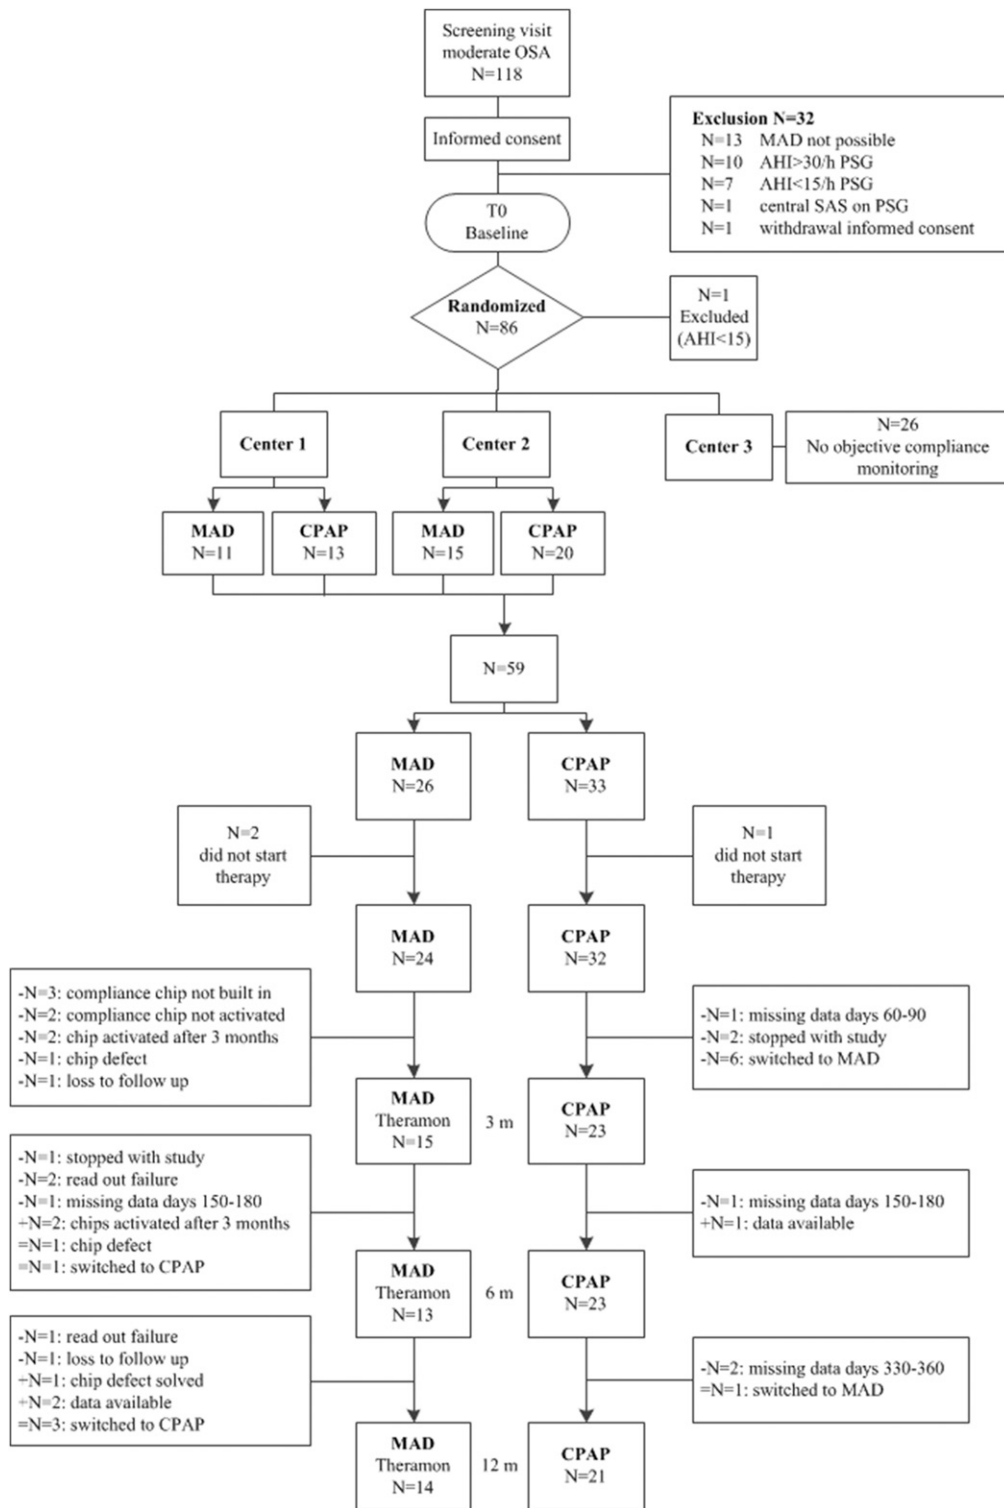 Screening visit
moderate OSA
N=118
Exclusion N=32
N=13 MAD not possible
N=10 AHI>30/h PSG
N=7 AHI<15/h PSG
N=1 central SAS on PSG
N=1 withdrawal informed consent
Informed consent
T0
Baseline
Randomized
N=86
N=1
Excluded
(AHI<15)
Center 1
Center 2
Center 3
N=26
No objective compliance
monitoring
MAD
N=11
CPAP
N=13
MAD
N=15
CPAP
N=20
N=59
MAD
N=26
CPAP
N=33
N=2
did not start
therapy
N=1
did not start
therapy
MAD
N=24
CPAP
N=32
-N=3: compliance chip not built in
-N=2: compliance chip not activated
-N=2: chip activated after 3 months
-N=1: chip defect
-N=1: loss to follow up
-N=1: missing data days 60-90
-N=2: stopped with study
-N=6: switched to MAD
MAD
Theramon
N=15
3 m
CPAP
N=23
-N=1: stopped with study
-N=2: read out failure
-N=1: missing data days 150-180
+N=2: chips activated after 3 months
=N=1: chip defect
=N=1: switched to CPAP
-N=1: missing data days 150-180
+N=1: data available
MAD
Theramon
N=13
6 m
CPAP
N=23
-N=1: read out failure
-N=1: loss to follow up
+N=1: chip defect solved
+N=2: data available
=N=3: switched to CPAP
-N=2: missing data days 330-360
=N=1: switched to MAD
MAD
Theramon
N=14
12 m
CPAP
N=21